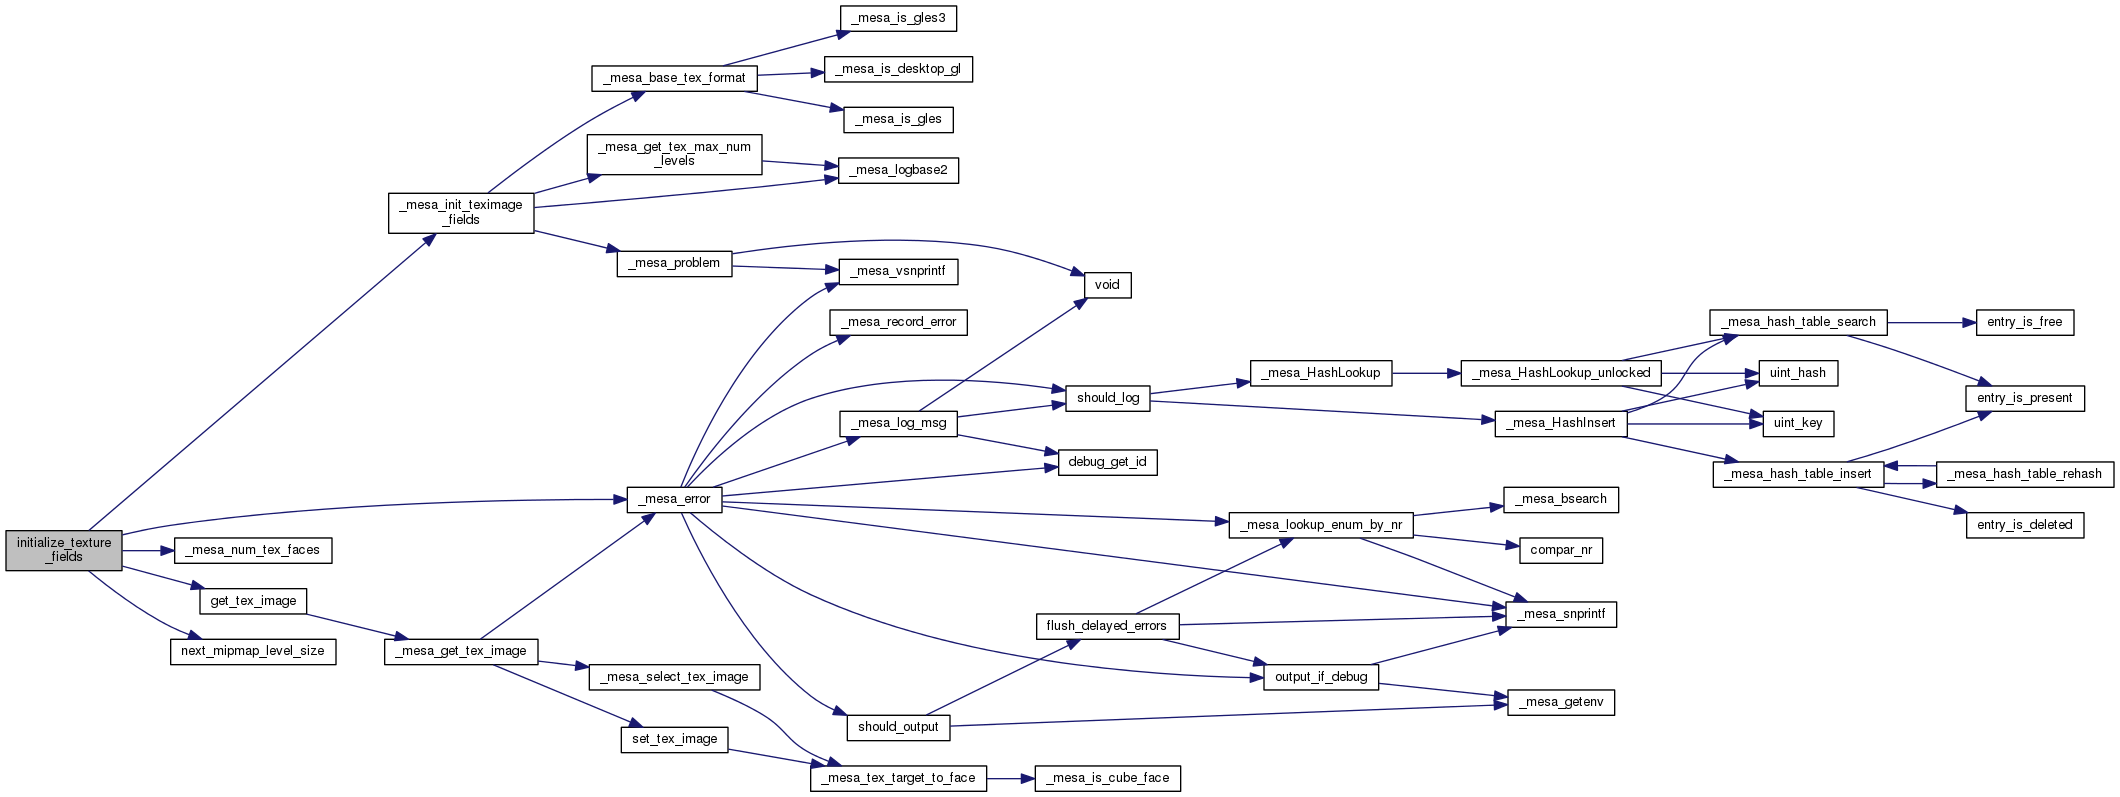 _mesa_is_gles3
_mesa_base_tex_format
_mesa_is_desktop_gl
_mesa_is_gles
_mesa_get_tex_max_num
_levels
_mesa_logbase2
_mesa_init_teximage
_fields
_mesa_problem
_mesa_vsnprintf
void
_mesa_record_error
_mesa_hash_table_search
entry_is_free
_mesa_HashLookup
_mesa_HashLookup_unlocked
uint_hash
should_log
entry_is_present
_mesa_log_msg
_mesa_HashInsert
uint_key
debug_get_id
_mesa_hash_table_insert
_mesa_hash_table_rehash
_mesa_error
_mesa_bsearch
_mesa_lookup_enum_by_nr
entry_is_deleted
initialize_texture
_fields
_mesa_num_tex_faces
compar_nr
get_tex_image
_mesa_snprintf
flush_delayed_errors
next_mipmap_level_size
_mesa_get_tex_image
_mesa_select_tex_image
output_if_debug
_mesa_getenv
should_output
set_tex_image
_mesa_tex_target_to_face
_mesa_is_cube_face